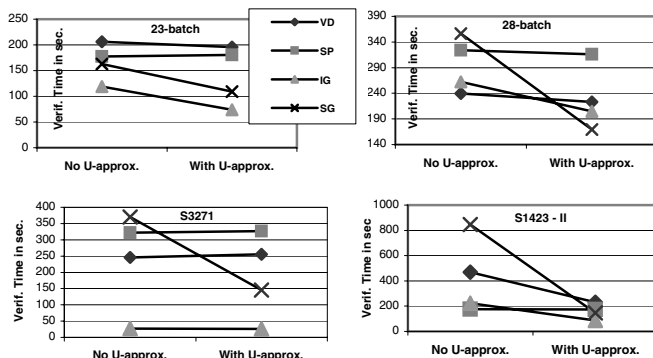 23-batch
Verif. Time in sec.
250
200
150
100
50
0
No U-approx. With U-approx.
VD
SP
IG
SG
28-batch
Verif. Time in sec.
390
340
290
240
190
140
No U-approx. With U-approx.
S3271
Verif. Time in sec.
400
350
300
250
200
150
100
50
0
No U-approx. With U-approx.
S1423 - II
Verif. Time in sec.
1000
800
600
400
200
0
No U-approx. With U-approx.